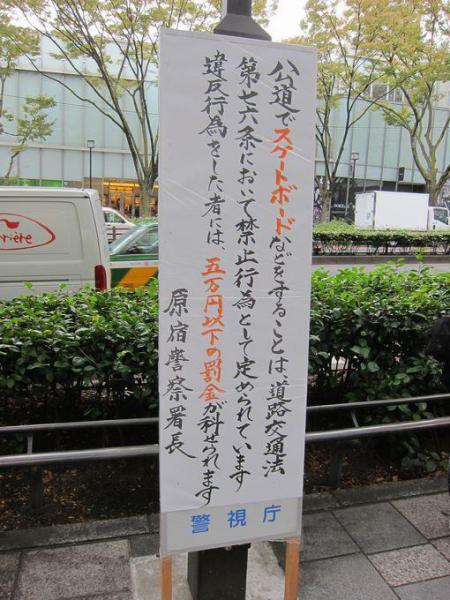 公道でスケートボードなどをすることは、道路交通法
第七六条において禁止行為として定められています
違反行為をした者には、五万円以下の罰金が科せられます
原宿警察署長
警視庁